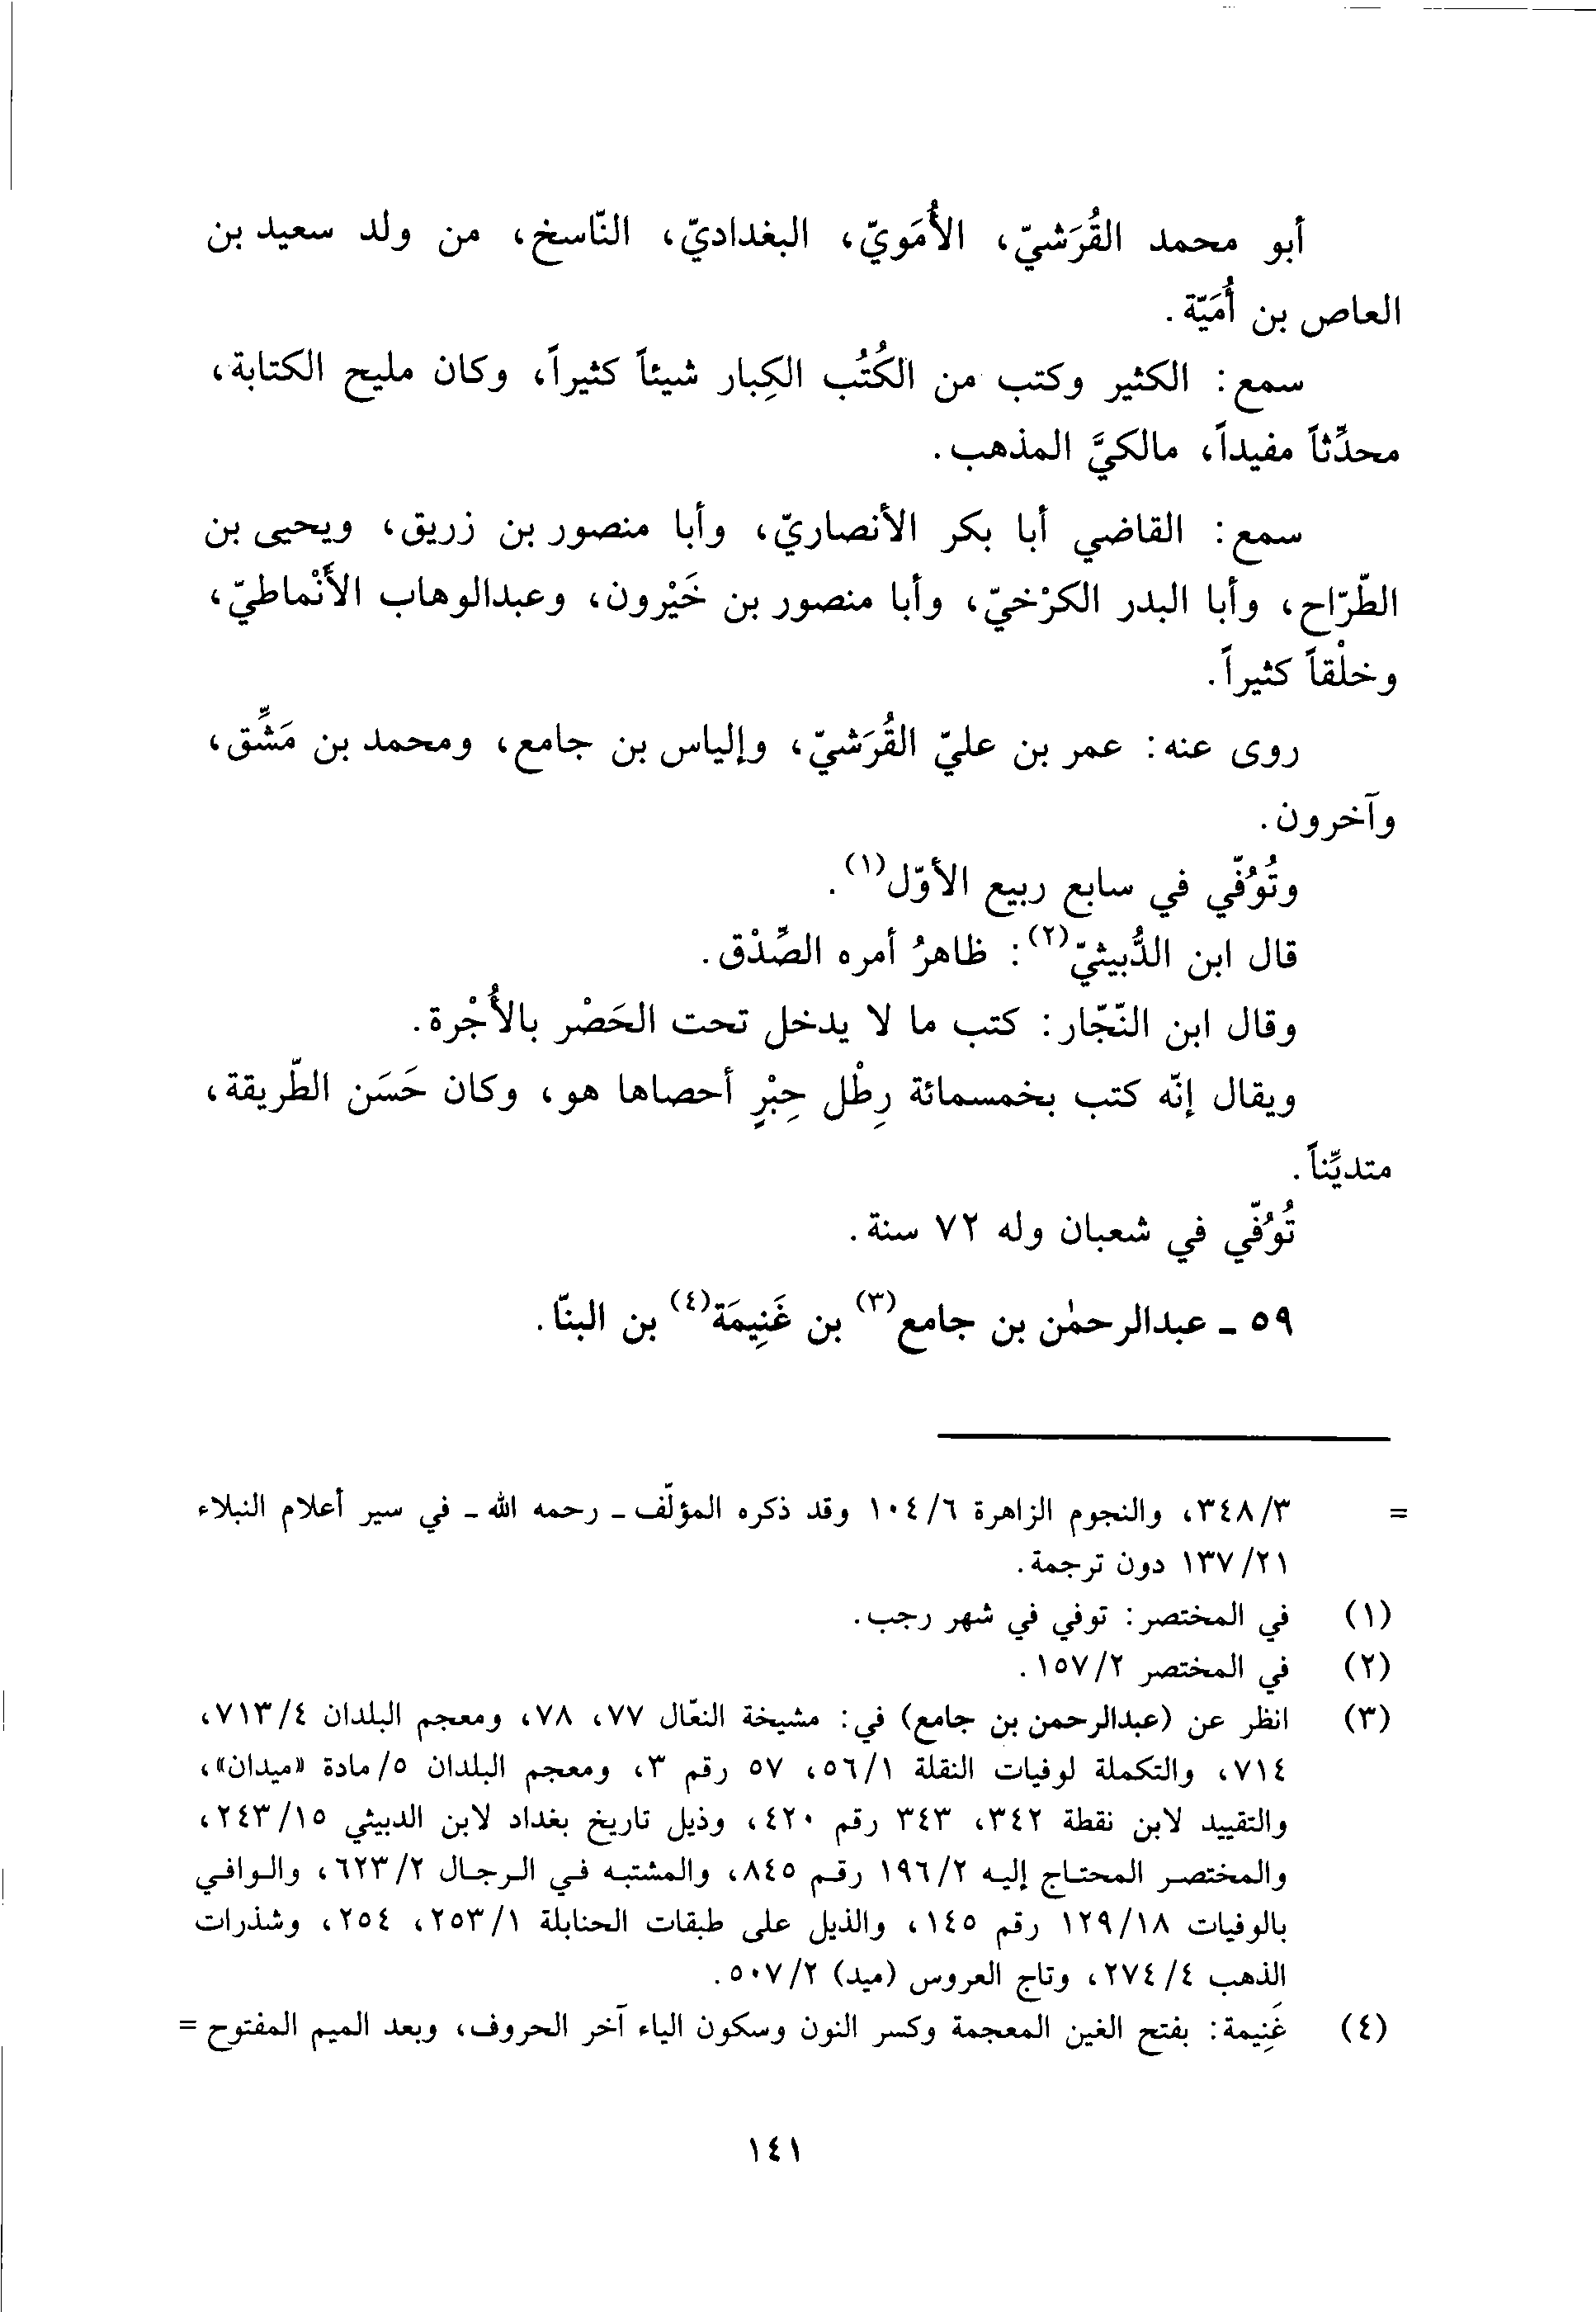 أبو محمد القُرَشيّ، الأُمَويّ، البغداديّ، النّاسخ، من ولد سعيد بن
العاص بن أُمَيّة.
سمع: الكثير وكتب من الكُتُب الكِبار شيئاً كثيراً، وكان مليح الكتابة،
محدِّثاً مفيداً، مالكيَّ المذهب.
سمع: القاضي أبا بكر الأنصاريّ، وأبا منصور بن زريق، ويحيى بن
الطّرّاح، وأبا البدر الكرْخيّ، وأبا منصور بن خَيْرون، وعبدالوهاب الأَنْماطيّ،
وخلْقاً كثيراً.
روى عنه: عمر بن عليّ القُرَشيّ، وإلياس بن جامع، ومحمد بن مَشِّق،
وآخرون.
وتُوُفّي في سابع ربيع الأوّل(١).
قال ابن الدُّبيثيّ(٢): ظاهرُ أمره الصِّدْق.
وقال ابن النّجّار: كتب ما لا يدخل تحت الحَصْر بالأُجْرة.
ويقال إنّه كتب بخمسمائة رِطْل حِبْرٍ أحصاها هو، وكان حَسَن الطّريقة،
متديِّناً.
تُوُفّي في شعبان وله ٧٢ سنة.
٥٩ ـ عبدالرحمٰن بن جامع(٣) بن غَنِيمَة(٤) بن البنّا.
= ٣٤٨/٣، والنجوم الزاهرة ١٠٤/٦ وقد ذكره المؤلّف ـ رحمه الله ـ في سير أعلام النبلاء
١٣٧/٢١ دون ترجمة.
(١) في المختصر: توفي في شهر رجب.
(٢) في المختصر ١٥٧/٢.
(٣) انظر عن (عبدالرحمن بن جامع) في: مشيخة النعّال ٧٧، ٧٨، ومعجم البلدان ٧١٣/٤،
٧١٤، والتكملة لوفيات النقلة ٥٦/١، ٥٧ رقم ٣، ومعجم البلدان ٥/مادة «ميدان»،
والتقييد لابن نقطة ٣٤٢، ٣٤٣ رقم ٤٢٠، وذيل تاريخ بغداد لابن الدبيثي ٢٤٣/١٥،
والمختصر المحتاج إليه ١٩٦/٢ رقم ٨٤٥، والمشتبه في الرجال ٦٢٣/٢، والوافي
بالوفيات ١٢٩/١٨ رقم ١٤٥، والذيل على طبقات الحنابلة ٢٥٣/١، ٢٥٤، وشذرات
الذهب ٢٧٤/٤، وتاج العروس (ميد) ٥٠٧/٢.
(٤) غَنِيمة: بفتح الغين المعجمة وكسر النون وسكون الياء آخر الحروف، وبعد الميم المفتوح =
١٤١